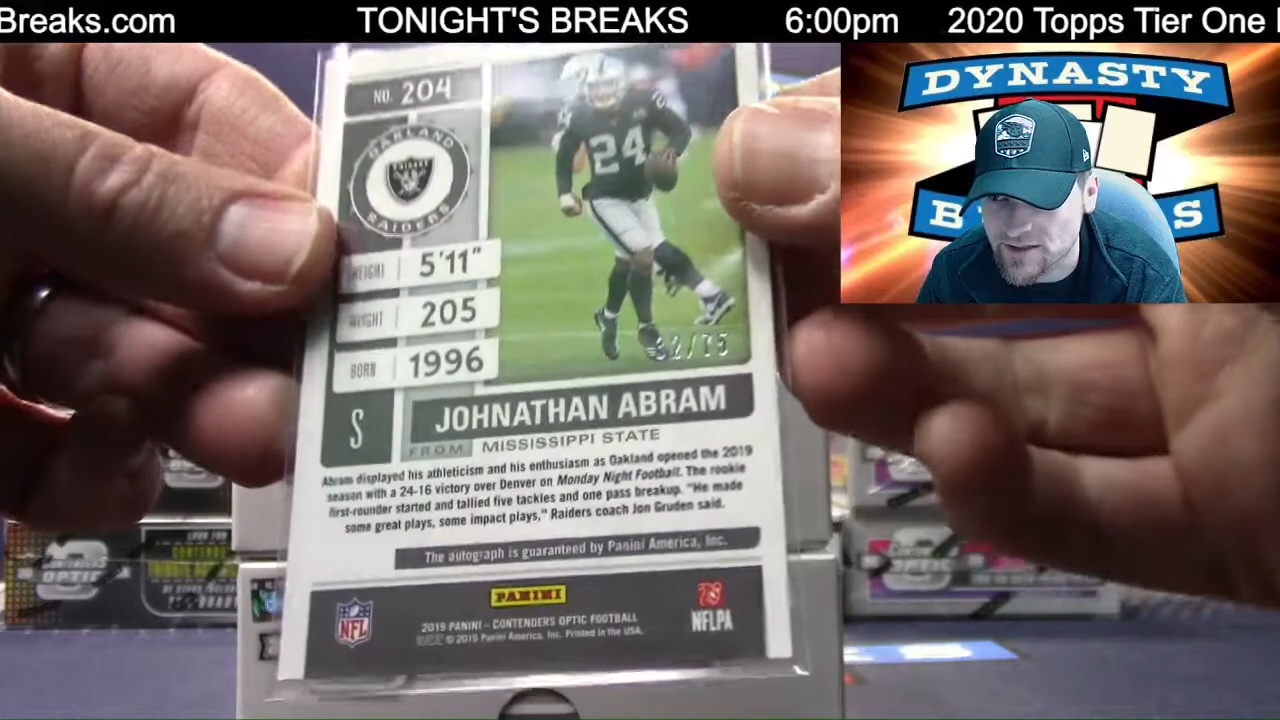 Breaks.com TONIGHT'S BREAKS 6:00pm 2020 Topps Tier One
DYNASTY
B S
NO. 204
OAKLAND
RAIDERS
24
HEIGHT 5'11"
WEIGHT 205
BORN 1996
S
JOHNATHAN ABRAM
FROM MISSISSIPPI STATE
Abram displayed his athleticism and his enthusiasm as Oakland opened the 2019
season with a 24-16 victory over Denver on Monday Night Football. The rookie
first-rounder started and tallied five tackles and one pass breakup. "He made
some great plays, some impact plays," Raiders coach Jon Gruden said.
The autograph is guaranteed by Panini America, Inc.
PANINI
NFL
2019 PANINI - CONTENDERS OPTIC FOOTBALL
© 2019 Panini America, Inc. Printed in the USA.
NFLPA